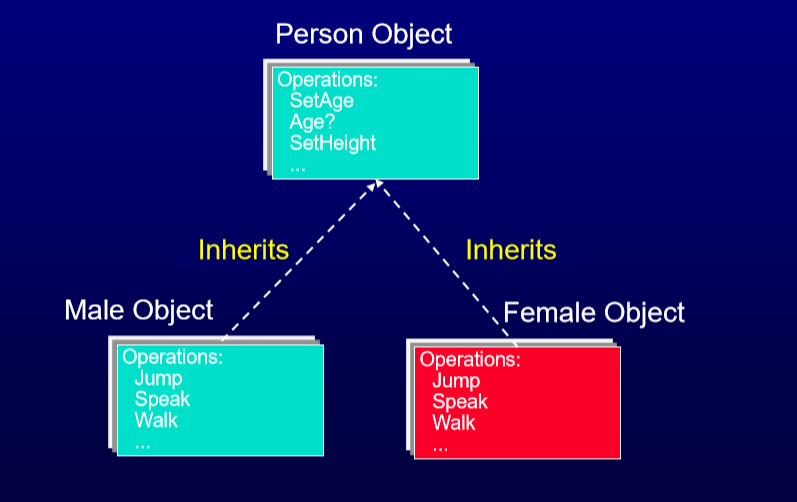 Person Object
Operations:
SetAge
Age?
SetHeight
...
Inherits
Inherits
Male Object
Operations:
Jump
Speak
Walk
...
Female Object
Operations:
Jump
Speak
Walk
...